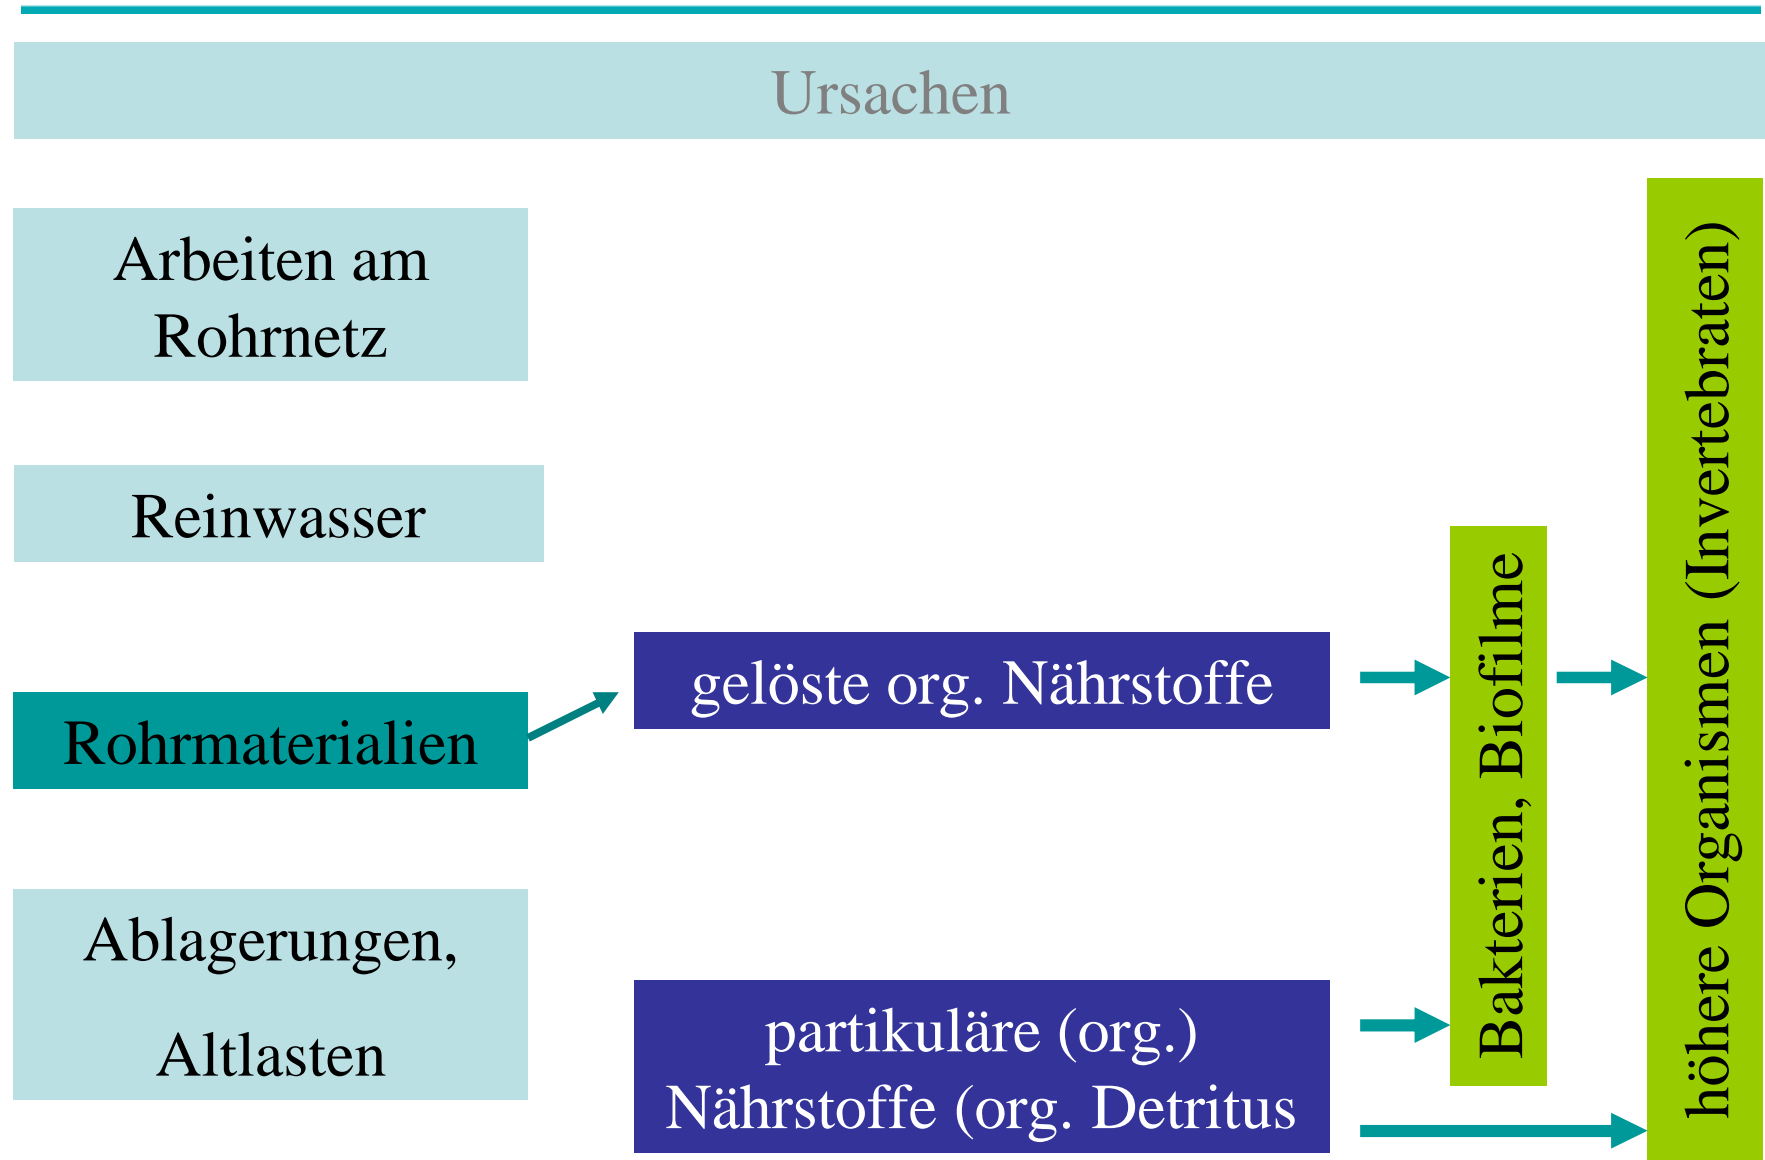 Ursachen
Arbeiten am
Rohrnetz
Reinwasser
Rohrmaterialien
Ablagerungen,
Altlasten
gelöste org. Nährstoffe
partikuläre (org.)
Nährstoffe (org. Detritus
Bakterien, Biofilme
höhere Organismen (Invertebraten)